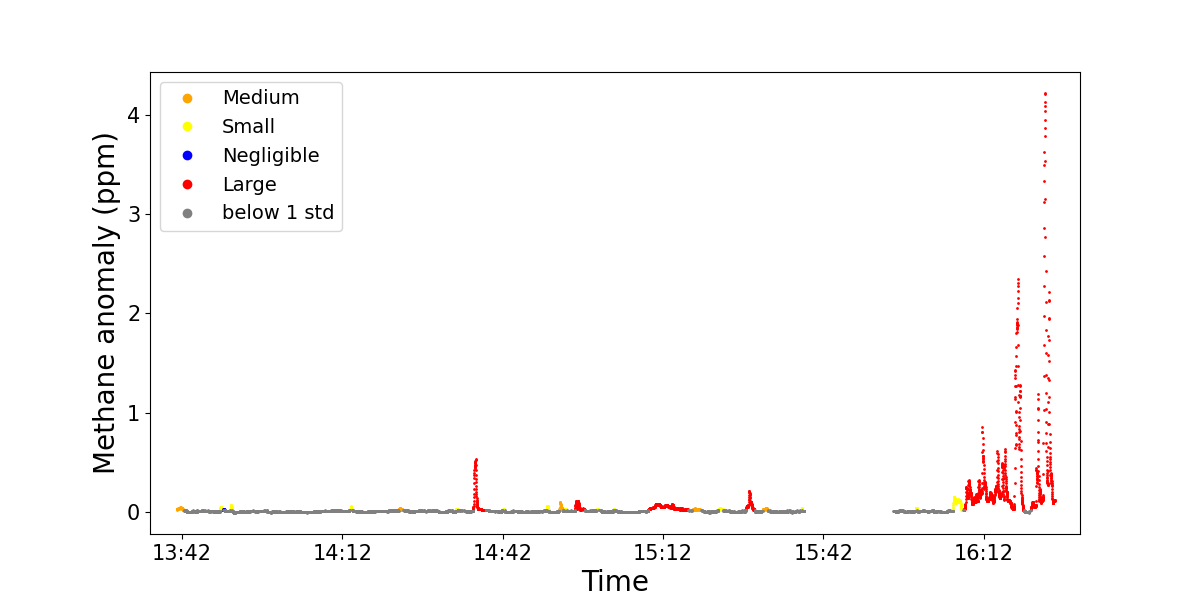 Medium
Small
Negligible
Large
below 1 std
Methane anomaly (ppm)
4
3
2
1
0
13:42
14:12
14:42
15:12
15:42
16:12
Time